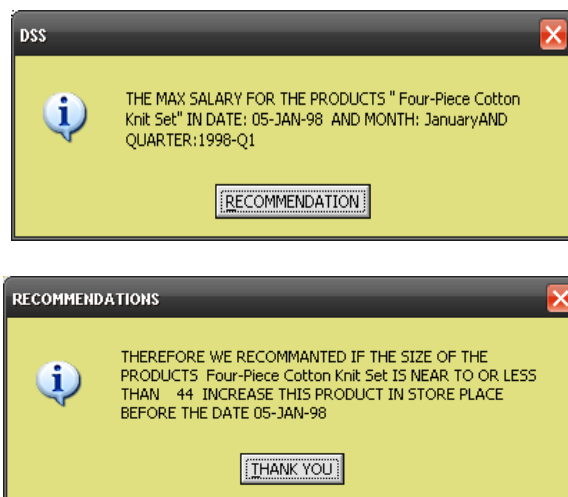 DSS
THE MAX SALARY FOR THE PRODUCTS " Four-Piece Cotton
Knit Set" IN DATE: 05-JAN-98 AND MONTH: JanuaryAND
QUARTER:1998-Q1
RECOMMENDATION
RECOMMENDATIONS
THEREFORE WE RECOMMANTED IF THE SIZE OF THE
PRODUCTS Four-Piece Cotton Knit Set IS NEAR TO OR LESS
THAN 44 INCREASE THIS PRODUCT IN STORE PLACE
BEFORE THE DATE 05-JAN-98
THANK YOU